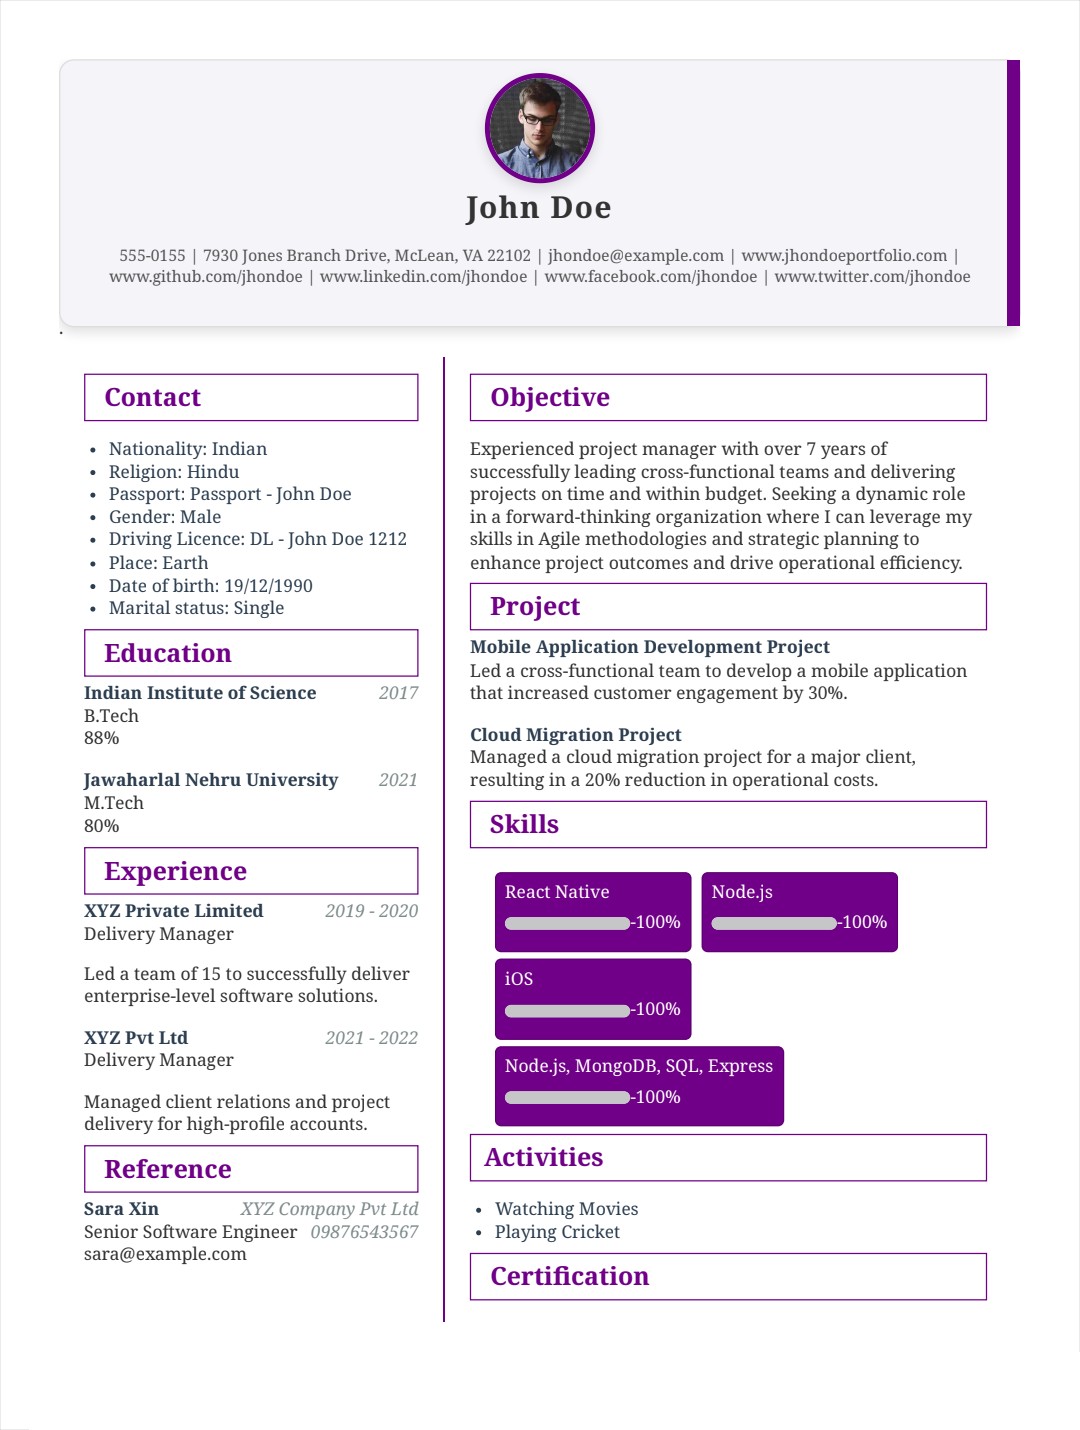 John Doe
555-0155 | 7930 Jones Branch Drive, McLean, VA 22102 | jhondoe@example.com | www.jhondoeportfolio.com |
www.github.com/jhondoe | www.linkedin.com/jhondoe | www.facebook.com/jhondoe | www.twitter.com/jhondoe
.
Contact
• Nationality: Indian
• Religion: Hindu
• Passport: Passport - John Doe
• Gender: Male
• Driving Licence: DL - John Doe 1212
• Place: Earth
• Date of birth: 19/12/1990
• Marital status: Single
Education
Indian Institute of Science 2017
B.Tech
88%
Jawaharlal Nehru University 2021
M.Tech
80%
Experience
XYZ Private Limited 2019 - 2020
Delivery Manager
Led a team of 15 to successfully deliver
enterprise-level software solutions.
XYZ Pvt Ltd 2021 - 2022
Delivery Manager
Managed client relations and project
delivery for high-profile accounts.
Reference
Sara Xin XYZ Company Pvt Ltd
Senior Software Engineer 09876543567
sara@example.com
Objective
Experienced project manager with over 7 years of
successfully leading cross-functional teams and delivering
projects on time and within budget. Seeking a dynamic role
in a forward-thinking organization where I can leverage my
skills in Agile methodologies and strategic planning to
enhance project outcomes and drive operational efficiency.
Project
Mobile Application Development Project
Led a cross-functional team to develop a mobile application
that increased customer engagement by 30%.
Cloud Migration Project
Managed a cloud migration project for a major client,
resulting in a 20% reduction in operational costs.
Skills
React Native
-100%
Node.js
-100%
iOS
-100%
Node.js, MongoDB, SQL, Express
-100%
Activities
• Watching Movies
• Playing Cricket
Certification